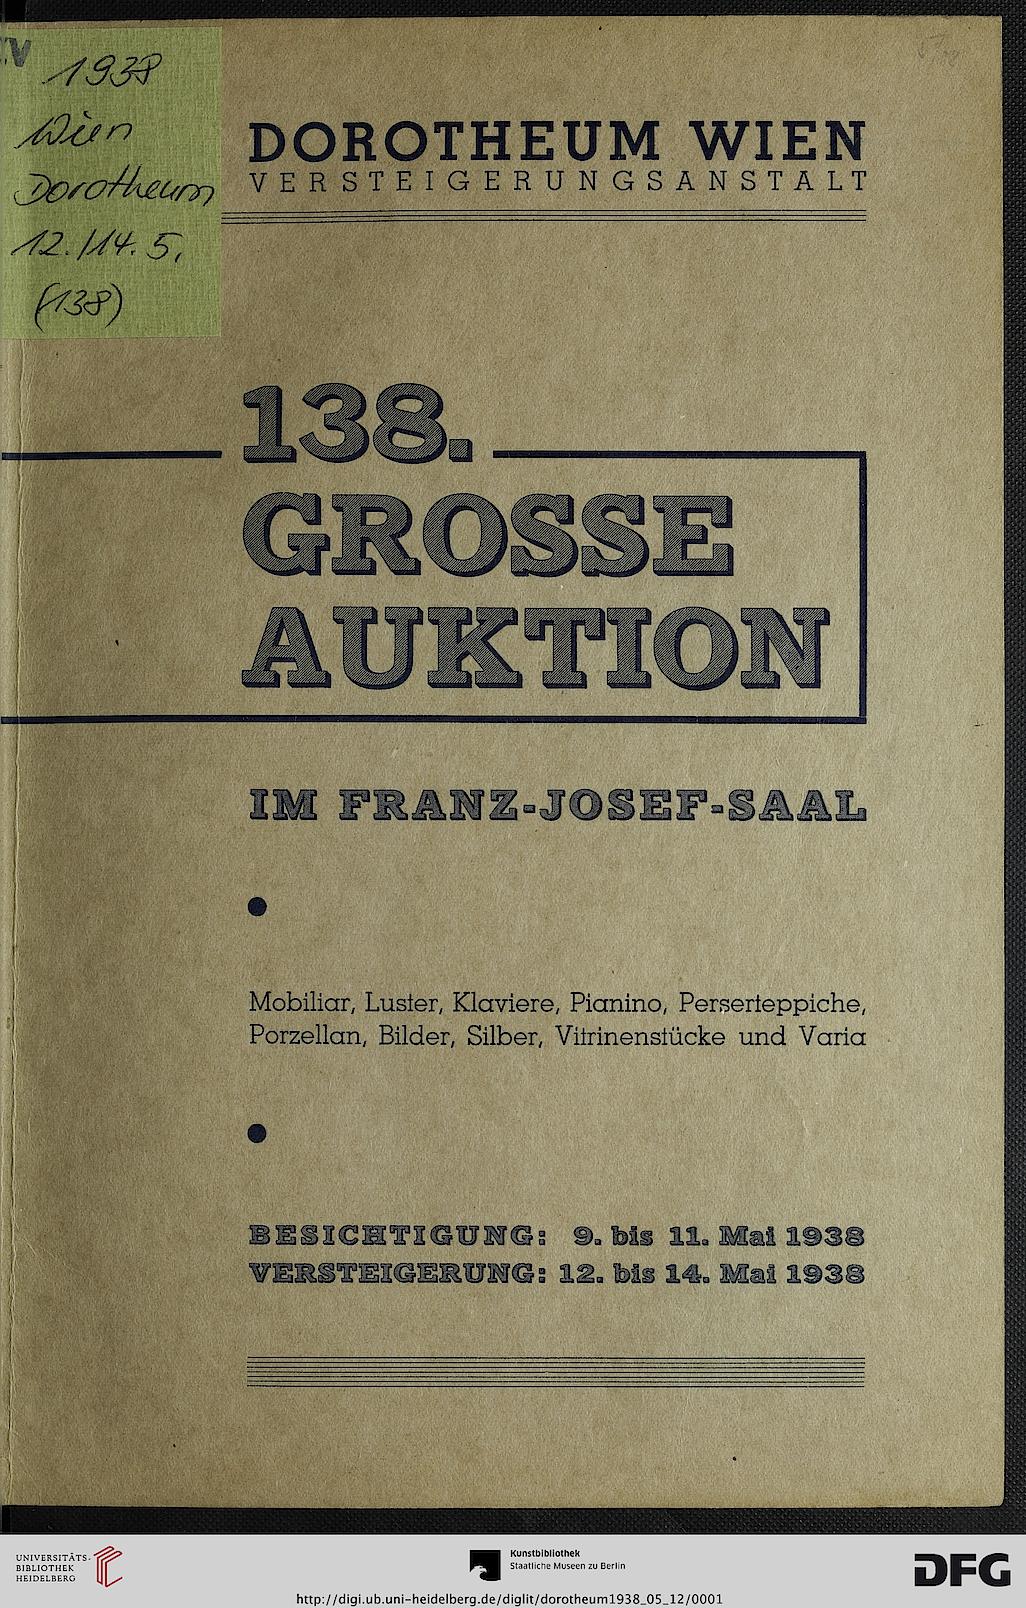 1938
Wien
Dorotheum
12./14. 5.
(138)
DOROTHEUM WIEN
VERSTEIGERUNGSANSTALT
138.
GROSSE
AUKTION
IM FRANZ-JOSEF-SAAL
Mobiliar, Luster, Klaviere, Pianino, Perserteppiche,
Porzellan, Bilder, Silber, Vitrinenstücke und Varia
BESICHTIGUNG: 9. bis 11. Mai 1938
VERSTEIGERUNG: 12. bis 14. Mai 1938
UNIVERSITÄTS-
BIBLIOTHEK
HEIDELBERG
Kunstbibliothek
Staatliche Museen zu Berlin
DFG
http://digi.ub.uni-heidelberg.de/diglit/dorotheum1938_05_12/0001